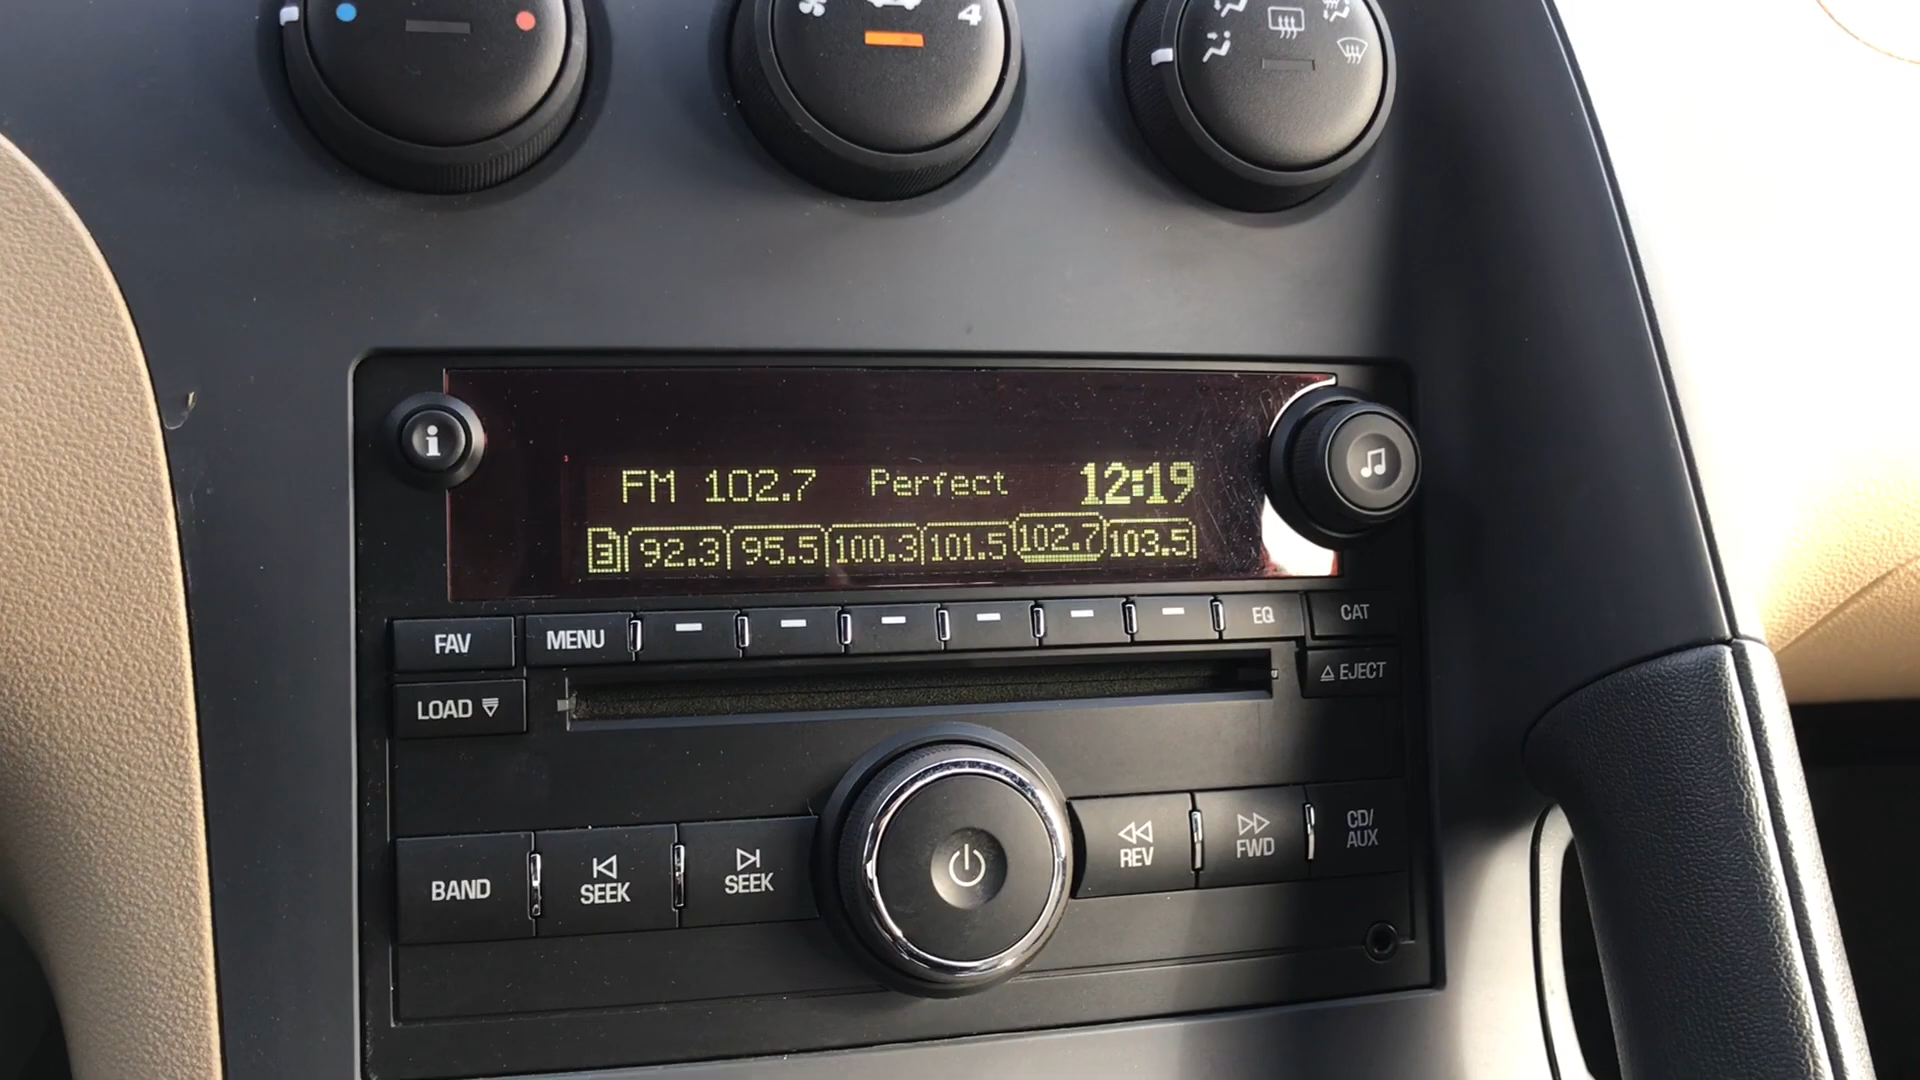 4
i
FM 102.7 Perfect 12:19
3 92.3 95.5 100.3 101.5 102.7 103.5
FAV MENU EQ CAT
LOAD EJECT
BAND SEEK SEEK REV FWD CD/
AUX